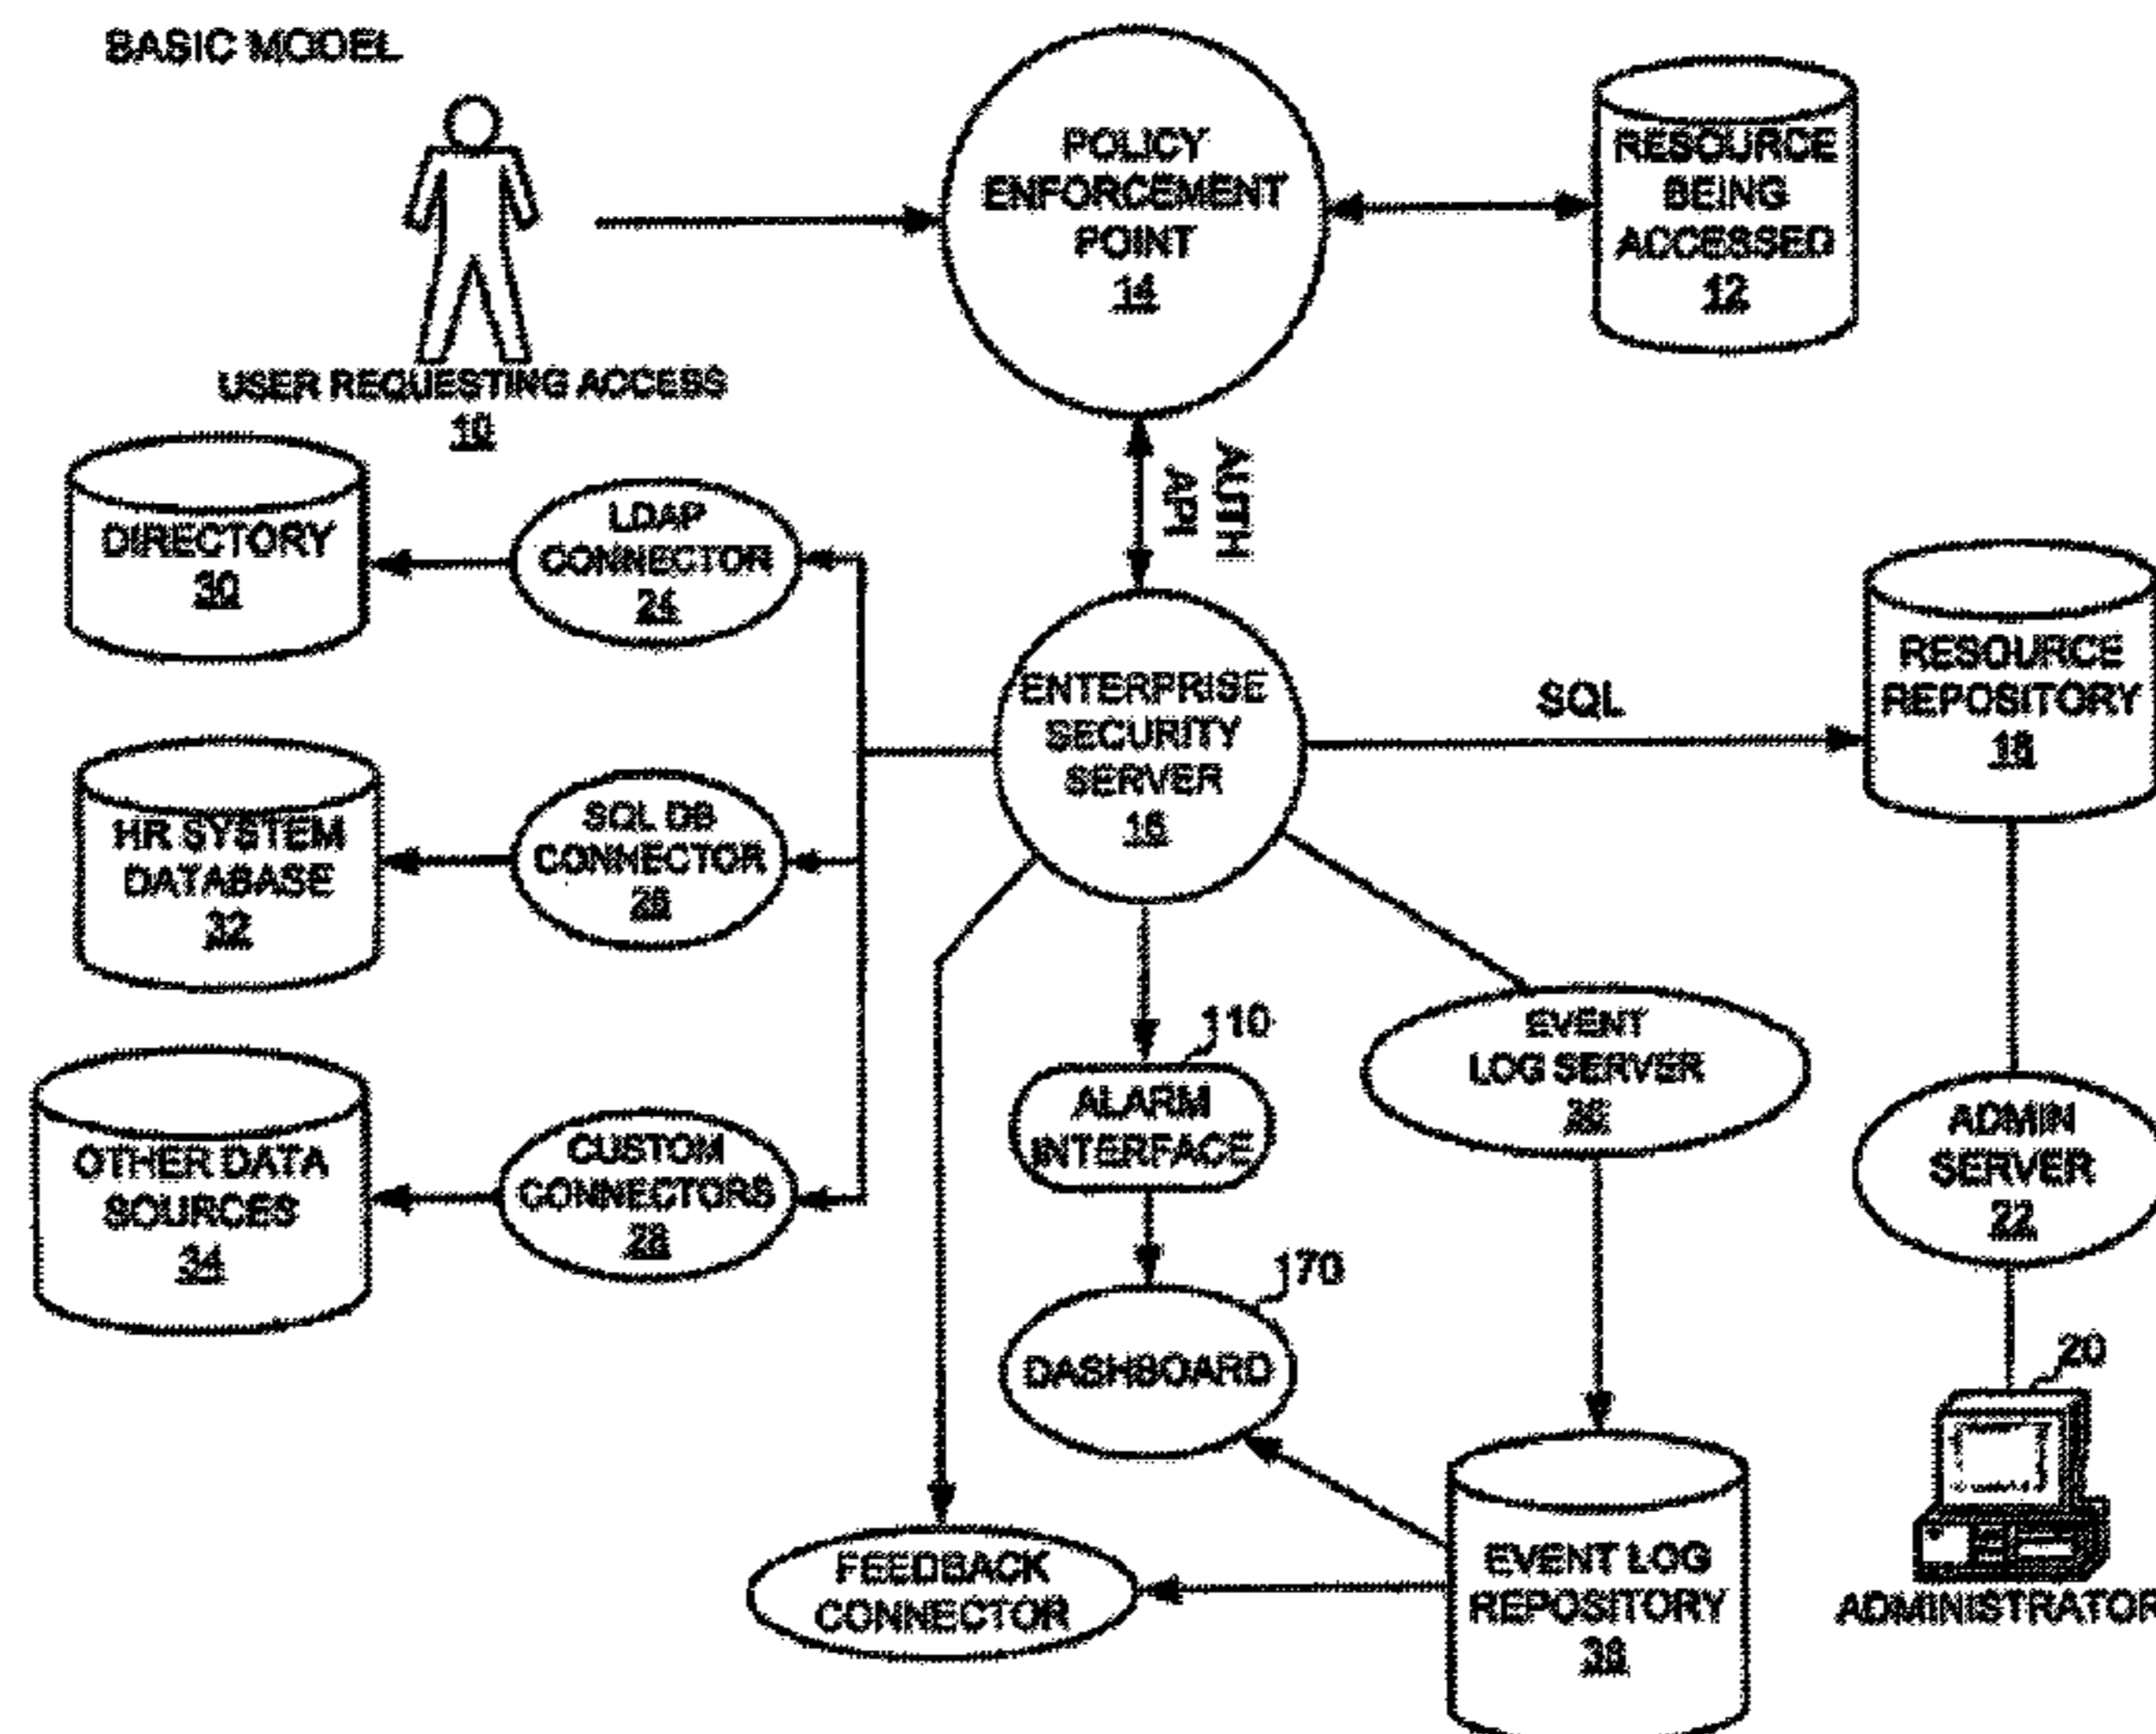 BASIC MODEL
POLICY
ENFORCEMENT
POINT
14
RESOURCE
BEING
ACCESSED
12
USER REQUESTING ACCESS
10
AUTH
API
DIRECTORY
30
LDAP
CONNECTOR
24
ENTERPRISE
SECURITY
SERVER
16
SQL
RESOURCE
REPOSITORY
18
HR SYSTEM
DATABASE
32
SQL DB
CONNECTOR
26
110
ALARM
INTERFACE
EVENT
LOG SERVER
36
ADMIN
SERVER
22
OTHER DATA
SOURCES
34
CUSTOM
CONNECTORS
28
170
DASHBOARD
20
ADMINISTRATOR
FEEDBACK
CONNECTOR
EVENT LOG
REPOSITORY
38